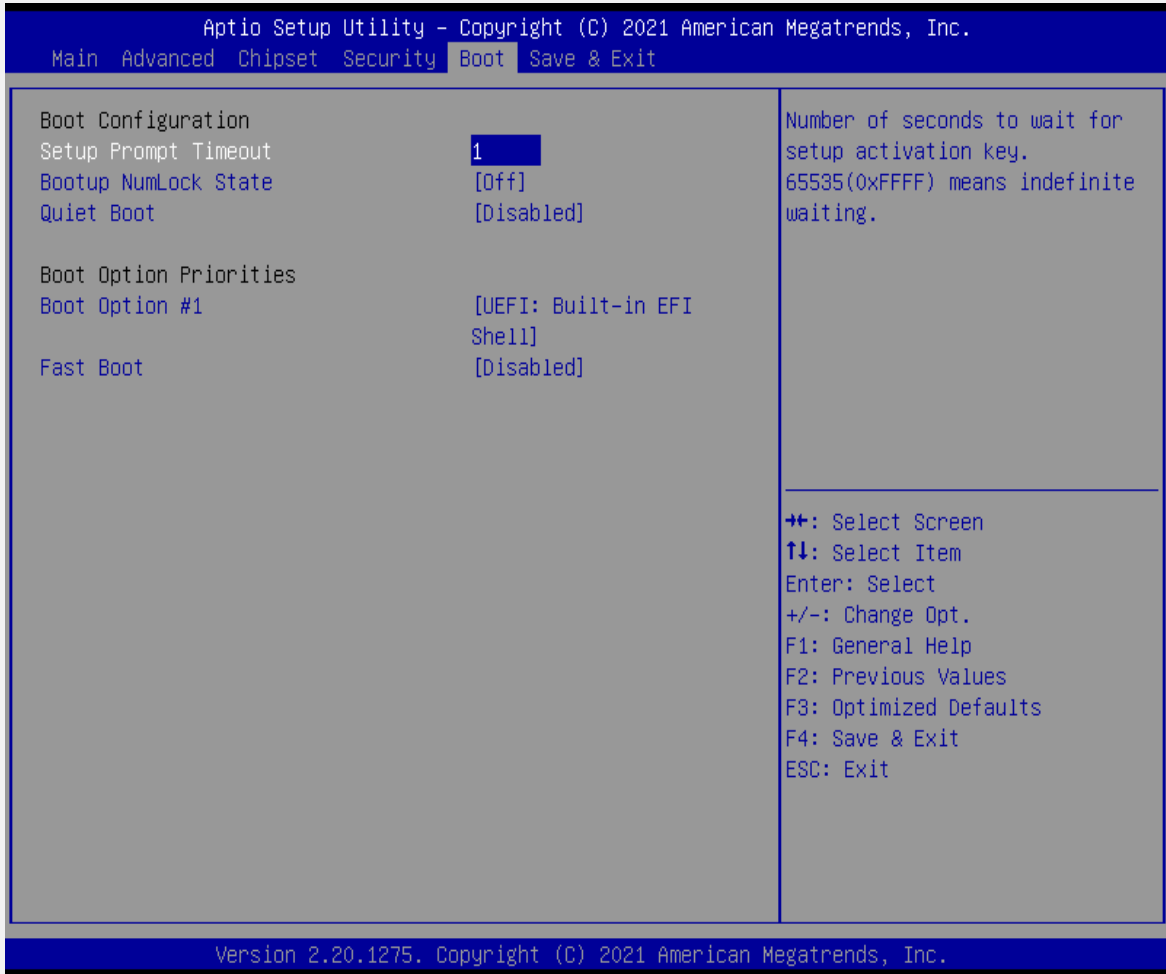 Aptio Setup Utility – Copyright (C) 2021 American Megatrends, Inc.
Main Advanced Chipset Security Boot Save & Exit
Boot Configuration
Setup Prompt Timeout 1
Bootup NumLock State [Off]
Quiet Boot [Disabled]
Boot Option Priorities
Boot Option #1 [UEFI: Built-in EFI
Shell]
Fast Boot [Disabled]
Number of seconds to wait for
setup activation key.
65535(0xFFFF) means indefinite
waiting.
→←: Select Screen
↑↓: Select Item
Enter: Select
+/-: Change Opt.
F1: General Help
F2: Previous Values
F3: Optimized Defaults
F4: Save & Exit
ESC: Exit
Version 2.20.1275. Copyright (C) 2021 American Megatrends, Inc.